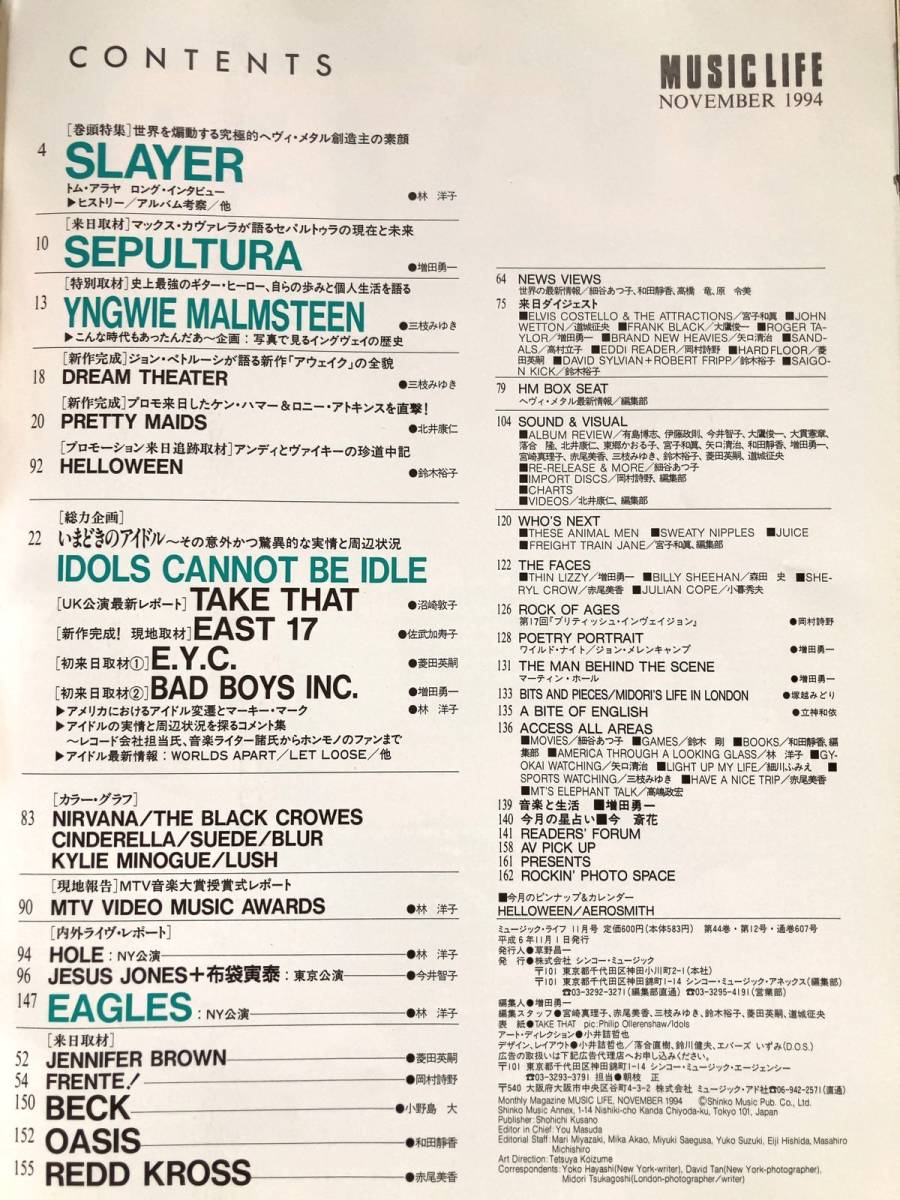 CONTENTS
MUSIC LIFE
NOVEMBER 1994
[巻頭特集]世界を煽動する究極的ヘヴィ・メタル創造主の素顔
4 SLAYER
トム・アラヤ ロング・インタビュー
▶ヒストリー/アルバム考察/他 ●林 洋子
[来日取材]マックス・カヴァレラが語るセパルトゥラの現在と未来
10 SEPULTURA ●増田勇一
[特別取材]史上最強のギター・ヒーロー、自らの歩みと個人生活を語る
13 YNGWIE MALMSTEEN ●三枝みゆき
▶こんな時代もあったんだあ〜企画:写真で見るイングヴェイの歴史
[新作完成]ジョン・ペトルーシが語る新作「アウェイク」の全貌
18 DREAM THEATER ●三枝みゆき
[新作完成]プロモ来日したケン・ハマー&ロニー・アトキンスを直撃!
20 PRETTY MAIDS ●北井康仁
[プロモーション来日追跡取材]アンディとヴァイキーの珍道中記
92 HELLOWEEN ●鈴木裕子
[総力企画]
22 いまどきのアイドル〜その意外かつ驚異的な実情と周辺状況
IDOLS CANNOT BE IDLE
[UK公演最新レポート]TAKE THAT ●沼崎敦子
[新作完成! 現地取材]EAST 17 ●佐武加寿子
[初来日取材①]E.Y.C. ●菱田英嗣
[初来日取材②]BAD BOYS INC. ●増田勇一
▶アメリカにおけるアイドル変遷とマーキー・マーク ●林 洋子
▶アイドルの実情と周辺状況を探るコメント集
〜レコード会社担当氏、音楽ライター諸氏からホンモノのファンまで
▶アイドル最新情報:WORLDS APART/LET LOOSE/他
[カラー・グラフ]
83 NIRVANA/THE BLACK CROWES
CINDERELLA/SUEDE/BLUR
KYLIE MINOGUE/LUSH
[現地報告]MTV音楽大賞授賞式レポート
90 MTV VIDEO MUSIC AWARDS ●林 洋子
[内外ライヴ・レポート]
94 HOLE:NY公演 ●林 洋子
96 JESUS JONES+布袋寅泰:東京公演 ●今井智子
147 EAGLES:NY公演 ●林 洋子
[来日取材]
52 JENNIFER BROWN ●菱田英嗣
54 FRENTE! ●岡村詩野
150 BECK ●小野島 大
152 OASIS ●和田靜香
155 REDD KROSS ●赤尾美香
64 NEWS VIEWS
世界の最新情報/細谷あつ子、和田靜香、高橋 竜、原 令美
75 来日ダイジェスト
■ELVIS COSTELLO & THE ATTRACTIONS/宮子和眞 ■JOHN
WETTON/道城征央 ■FRANK BLACK/大鷹俊一 ■ROGER TA-
YLOR/増田勇一 ■BRAND NEW HEAVIES/矢口清治 ■SAND-
ALS/高村立子 ■EDDI READER/岡村詩野 ■HARDFLOOR/菱
田英嗣 ■DAVID SYLVIAN+ROBERT FRIPP/鈴木裕子 ■SAIGO-
N KICK/鈴木裕子
79 HM BOX SEAT
ヘヴィ・メタル最新情報/編集部
104 SOUND & VISUAL
■ALBUM REVIEW/有島博志、伊藤政則、今井智子、大鷹俊一、大貫憲章、
落合 隆、北井康仁、東郷かおる子、宮子和眞、矢口清治、和田靜香、増田勇一、
宮崎真理子、赤尾美香、三枝みゆき、鈴木裕子、菱田英嗣、道城征央
■RE-RELEASE & MORE/細谷あつ子
■IMPORT DISCS/岡村詩野、編集部
■CHARTS
■VIDEOS/北井康仁、編集部
120 WHO'S NEXT
■THESE ANIMAL MEN ■SWEATY NIPPLES ■JUICE
■FREIGHT TRAIN JANE/宮子和眞、編集部
122 THE FACES
■THIN LIZZY/増田勇一 ■BILLY SHEEHAN/森田 史 ■SHE-
RYL CROW/赤尾美香 ■JULIAN COPE/小暮秀夫
126 ROCK OF AGES
第17回『ブリティッシュ・インヴェイジョン』 ●岡村詩野
128 POETRY PORTRAIT
ワイルド・ナイト/ジョン・メレンキャンプ ●増田勇一
131 THE MAN BEHIND THE SCENE
マーティン・ホール ●増田勇一
133 BITS AND PIECES/MIDORI'S LIFE IN LONDON ●塚越みどり
135 A BITE OF ENGLISH ●立神和依
136 ACCESS ALL AREAS
■MOVIES/細谷あつ子 ■GAMES/鈴木 剛 ■BOOKS/和田靜香、編
集部 ■AMERICA THROUGH A LOOKING GLASS/林 洋子 ■GY-
OKAI WATCHING/矢口清治 ■LIGHT UP MY LIFE/細川ふみえ ■
SPORTS WATCHING/三枝みゆき ■HAVE A NICE TRIP/赤尾美香
■MT'S ELEPHANT TALK/高嶋政宏
139 音楽と生活 ■増田勇一
140 今月の星占い ■今 斎花
141 READERS' FORUM
158 AV PICK UP
161 PRESENTS
162 ROCKIN' PHOTO SPACE
■今月のピンナップ&カレンダー
HELLOWEEN/AEROSMITH
ミュージック・ライフ 11月号 定価600円(本体583円) 第44巻・第12号・通巻607号
平成6年11月1日発行
発行人●草野昌一
発 行●株式会社 シンコー・ミュージック
〒101 東京都千代田区神田小川町2-1(本社)
〒101 東京都千代田区神田錦町1-14 シンコー・ミュージック・アネックス(編集部)
☎03-3292-3271(編集部直通) ☎03-3295-4191(営業部)
編集人●増田勇一
編集スタッフ●宮崎真理子、赤尾美香、三枝みゆき、鈴木裕子、菱田英嗣、道城征央
表 紙●TAKE THAT pic:Philip Ollerenshaw/Idols
アート・ディレクション●小井詰哲也
デザイン、レイアウト●小井詰哲也/落合直樹、鈴川健夫、エバーズ いずみ(D.O.S.)
広告の取扱いは下記広告代理店へお申し込みください。
〒101 東京都千代田区神田錦町1-14 シンコー・ミュージック・エージェンシー
☎03-3293-3791 担当●朝枝 正
〒540 大阪府大阪市中央区谷町4-3-2 株式会社 ミュージック・アド社☎06-942-2571(直通)
Monthly Magazine MUSIC LIFE, NOVEMBER 1994 ©Shinko Music Pub. Co., Ltd.
Shinko Music Annex, 1-14 Nishiki-cho Kanda Chiyoda-ku, Tokyo 101, Japan
Publisher: Shohichi Kusano
Editor in Chief: You Masuda
Editorial Staff: Mari Miyazaki, Mika Akao, Miyuki Saegusa, Yuko Suzuki, Eiji Hishida, Masahiro
Michishiro
Art Direction: Tetsuya Koizume
Correspondents: Yoko Hayashi(New York-writer), David Tan(New York-photographer),
Midori Tsukagoshi(London-photographer/writer)